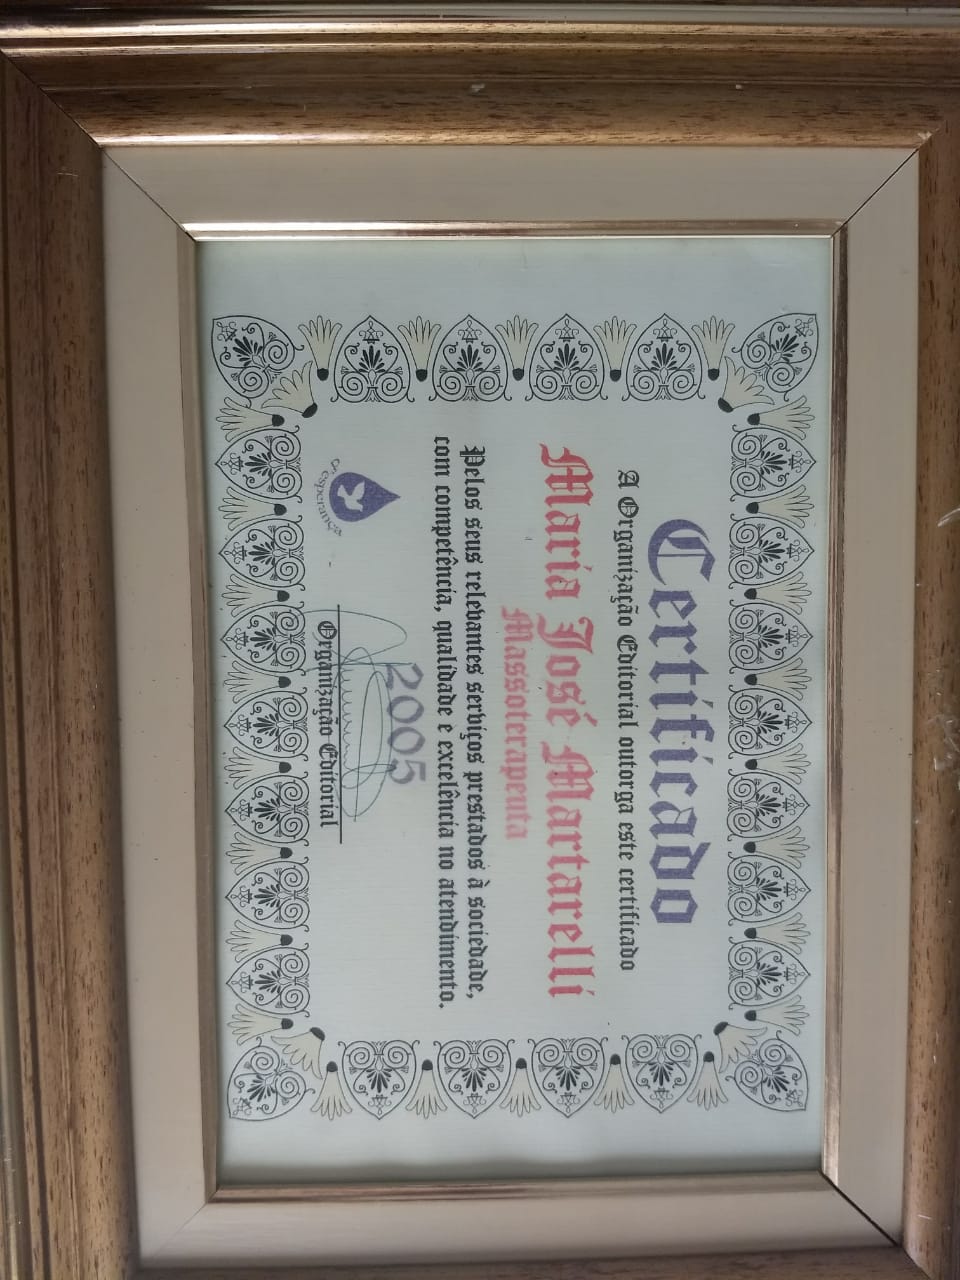 Certificado
A Organização Editorial outorga este certificado
Maria José Martarelli
Massoterapeuta
Pelos seus relevantes serviços prestados à sociedade,
com competência, qualidade e excelência no atendimento.
2005
Organização Editorial
d'esperança